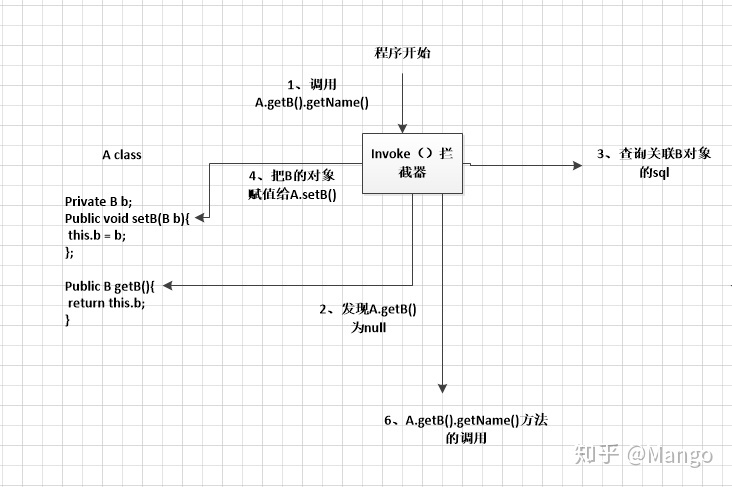 程序开始
1、调用
A.getB().getName()
Invoke（）拦
截器
3、查询关联B对象
的sql
A class
4、把B的对象
赋值给A.setB()
Private B b;
Public void setB(B b){
this.b = b;
};
Public B getB(){
return this.b;
}
2、发现A.getB()
为null
6、A.getB().getName()方法
的调用
知乎 @Mango